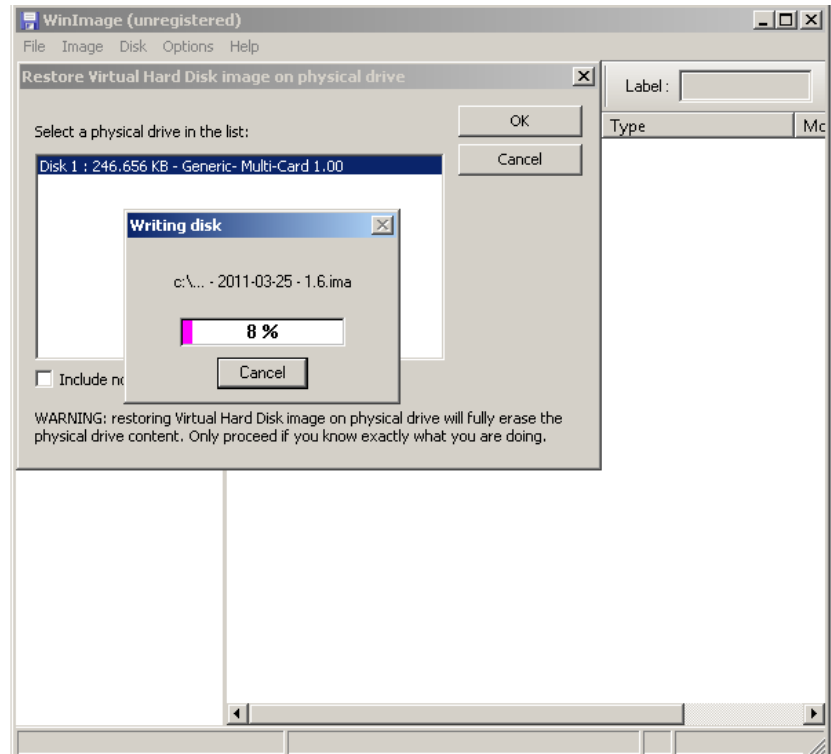 WinImage (unregistered)
File Image Disk Options Help
Restore Virtual Hard Disk image on physical drive
Label :
Select a physical drive in the list:
OK
Cancel
Type
Disk 1 : 246.656 KB - Generic- Multi-Card 1.00
Writing disk
c:\... - 2011-03-25 - 1.6.ima
8 %
Cancel
Include
WARNING: restoring Virtual Hard Disk image on physical drive will fully erase the
physical drive content. Only proceed if you know exactly what you are doing.